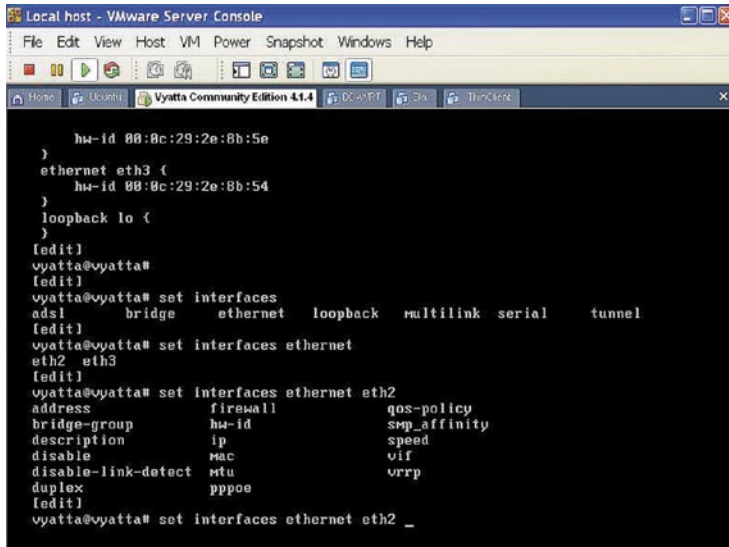 Local host - VMware Server Console
File Edit View Host VM Power Snapshot Windows Help
Home Ubuntu Vyatta Community Edition 4.1.4 ThinClient
hw-id 00:0c:29:2e:8b:5e
}
ethernet eth3 {
hw-id 00:0c:29:2e:8b:54
}
loopback lo {
}
[edit]
vyatta@vyatta#
[edit]
vyatta@vyatta# set interfaces
adsl bridge ethernet loopback multilink serial tunnel
[edit]
vyatta@vyatta# set interfaces ethernet
eth2 eth3
[edit]
vyatta@vyatta# set interfaces ethernet eth2
address firewall qos-policy
bridge-group hw-id smp_affinity
description ip speed
disable mac vif
disable-link-detect mtu vrrp
duplex pppoe
[edit]
vyatta@vyatta# set interfaces ethernet eth2 _